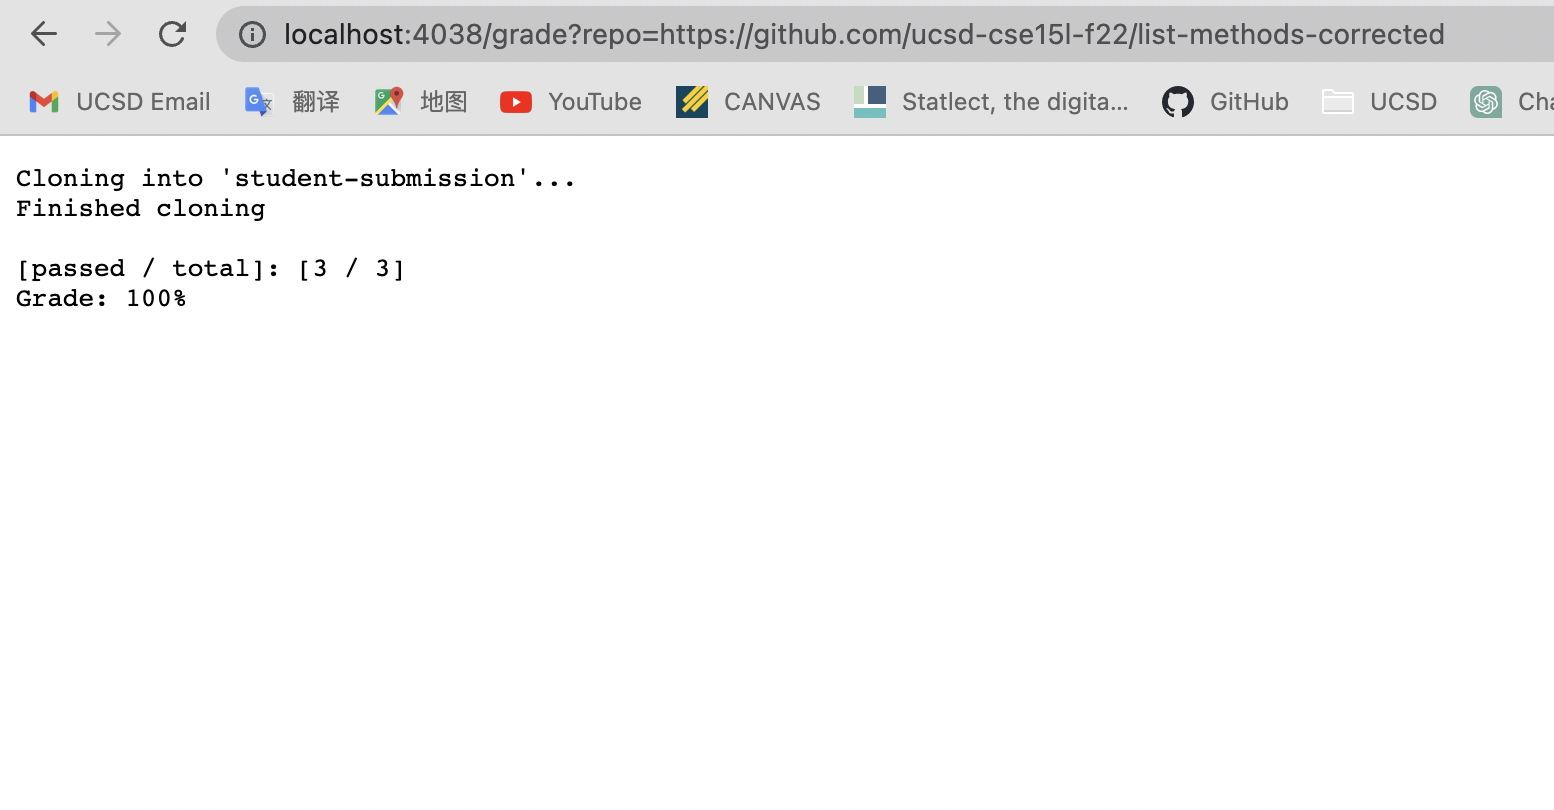 localhost:4038/grade?repo=https://github.com/ucsd-cse15l-f22/list-methods-corrected
UCSD Email 翻译 地图 YouTube CANVAS Statlect, the digita... GitHub UCSD Cha
Cloning into 'student-submission'...
Finished cloning
[passed / total]: [3 / 3]
Grade: 100%